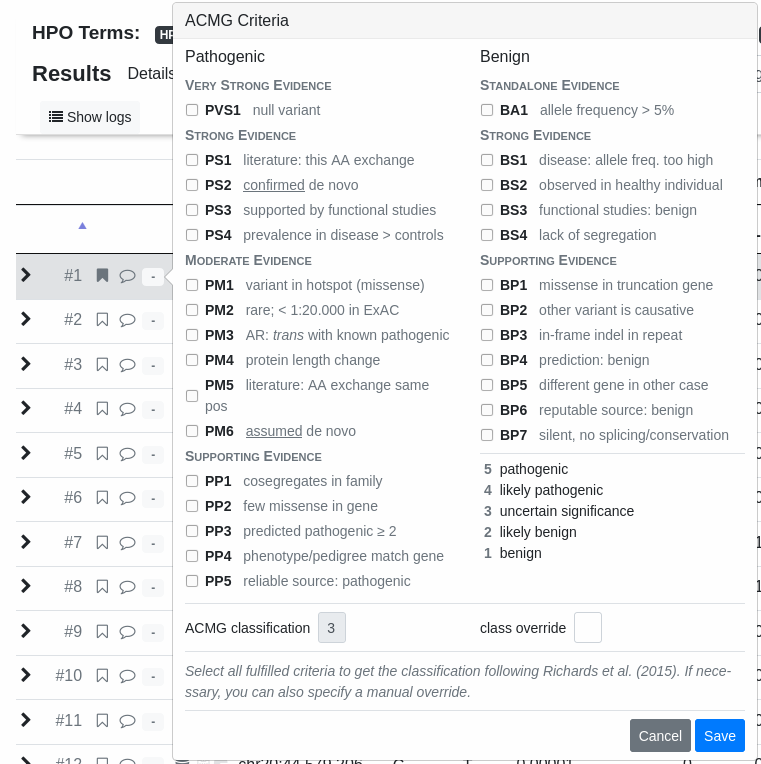 HPO Terms:
Results Details
Show logs
#1 -
#2 -
#3 -
#4 -
#5 -
#6 -
#7 -
#8 -
#9 -
#10 -
#11 -
ACMG Criteria
Pathogenic
VERY STRONG EVIDENCE
PVS1 null variant
STRONG EVIDENCE
PS1 literature: this AA exchange
PS2 confirmed de novo
PS3 supported by functional studies
PS4 prevalence in disease > controls
MODERATE EVIDENCE
PM1 variant in hotspot (missense)
PM2 rare; < 1:20.000 in ExAC
PM3 AR: trans with known pathogenic
PM4 protein length change
PM5 literature: AA exchange same
pos
PM6 assumed de novo
SUPPORTING EVIDENCE
PP1 cosegregates in family
PP2 few missense in gene
PP3 predicted pathogenic ≥ 2
PP4 phenotype/pedigree match gene
PP5 reliable source: pathogenic
Benign
STANDALONE EVIDENCE
BA1 allele frequency > 5%
STRONG EVIDENCE
BS1 disease: allele freq. too high
BS2 observed in healthy individual
BS3 functional studies: benign
BS4 lack of segregation
SUPPORTING EVIDENCE
BP1 missense in truncation gene
BP2 other variant is causative
BP3 in-frame indel in repeat
BP4 prediction: benign
BP5 different gene in other case
BP6 reputable source: benign
BP7 silent, no splicing/conservation
5 pathogenic
4 likely pathogenic
3 uncertain significance
2 likely benign
1 benign
ACMG classification 3
class override
Select all fulfilled criteria to get the classification following Richards et al. (2015). If nece-
ssary, you can also specify a manual override.
Cancel Save